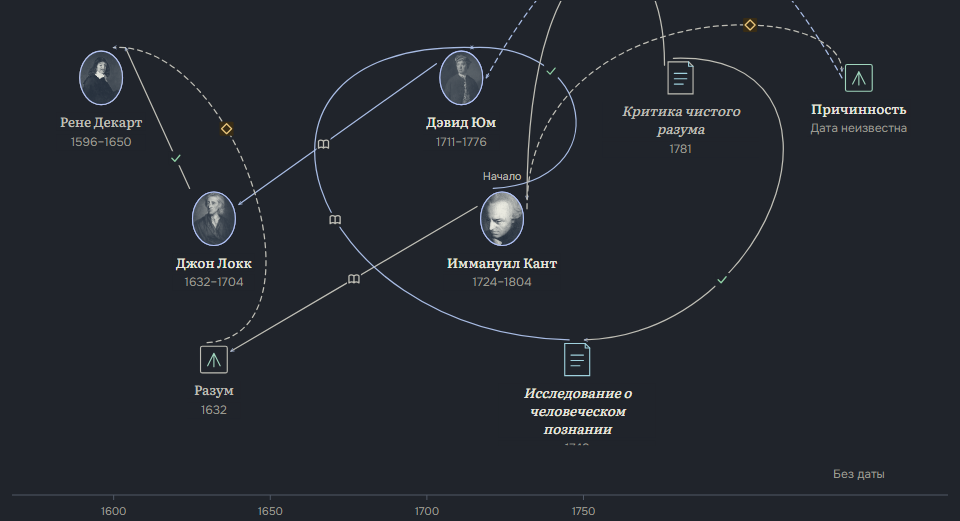 Рене Декарт
1596–1650
Дэвид Юм
1711–1776
Критика чистого
разума
1781
Причинность
Дата неизвестна
Начало
Джон Локк
1632–1704
Иммануил Кант
1724–1804
Разум
1632
Исследование о
человеческом
познании
Без даты
1600
1650
1700
1750